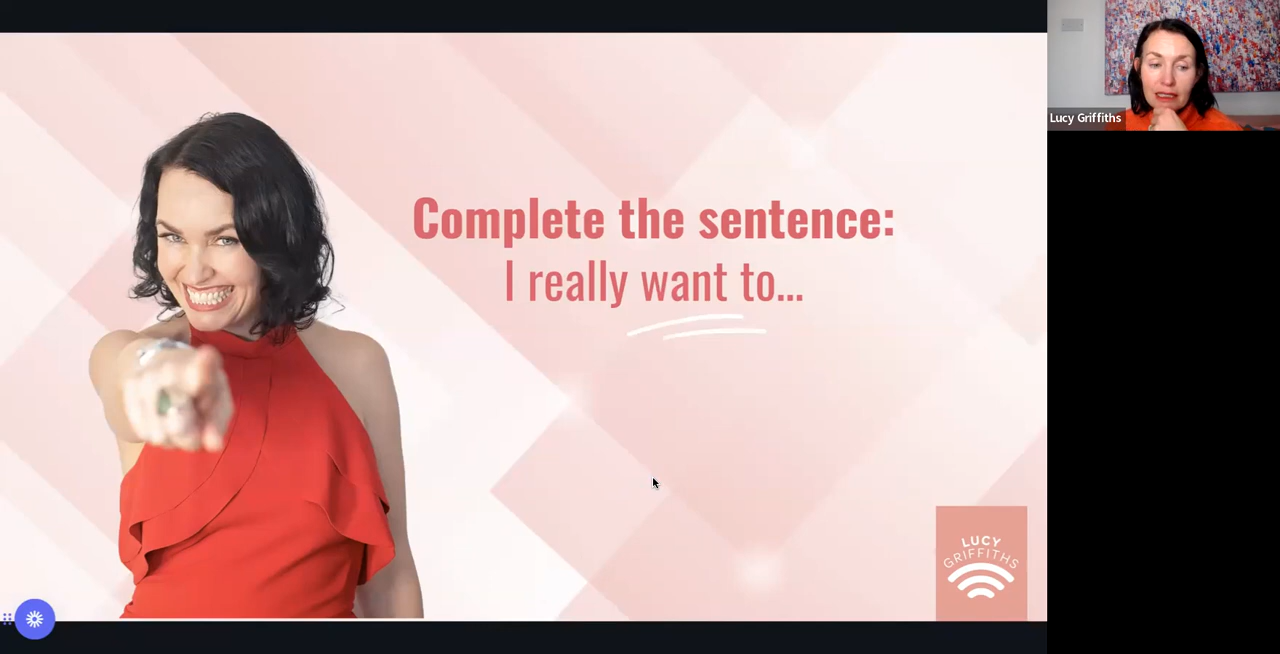 Complete the sentence:
I really want to...
Lucy Griffiths
LUCY
GRIFFITHS